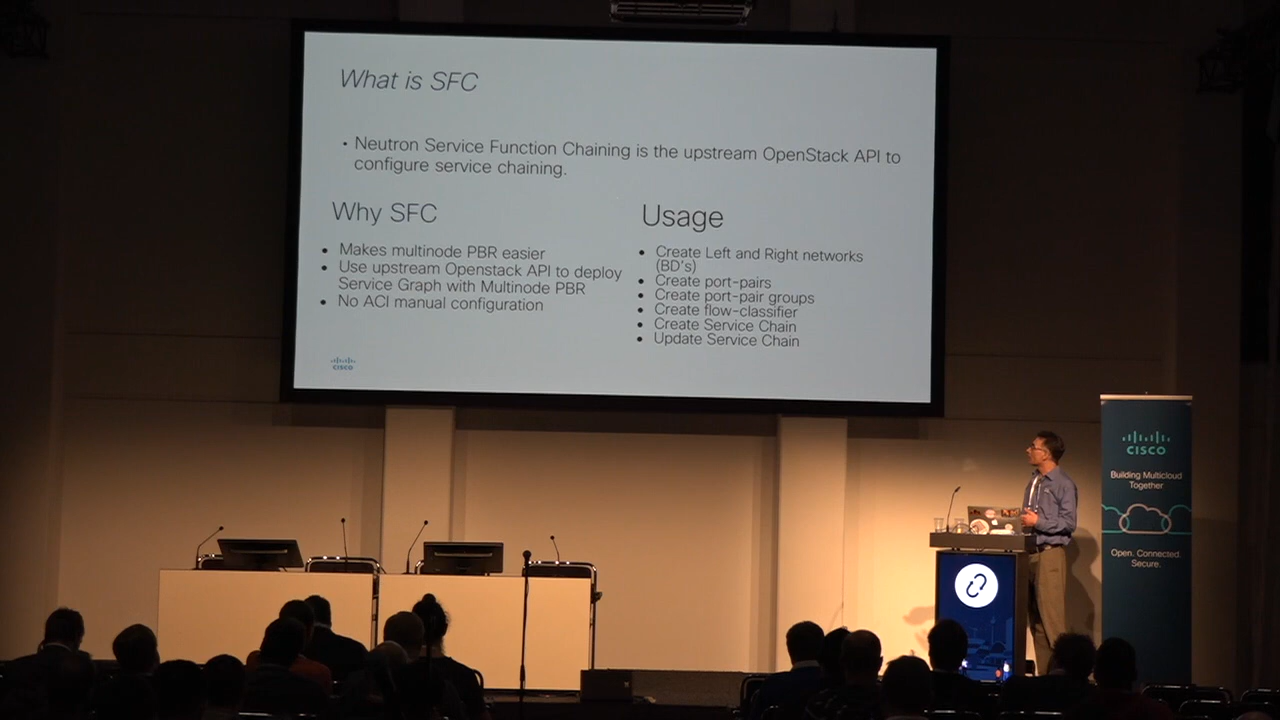 What is SFC
• Neutron Service Function Chaining is the upstream OpenStack API to
configure service chaining.
Why SFC
• Makes multinode PBR easier
• Use upstream Openstack API to deploy
Service Graph with Multinode PBR
• No ACI manual configuration
Usage
• Create Left and Right networks
(BD's)
• Create port-pairs
• Create port-pair groups
• Create flow-classifier
• Create Service Chain
• Update Service Chain
CISCO
CISCO
Building Multicloud
Together
Open. Connected.
Secure.